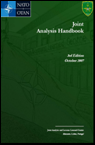 NATO
OTAN
Joint
Analysis Handbook
3rd Edition
October 2007